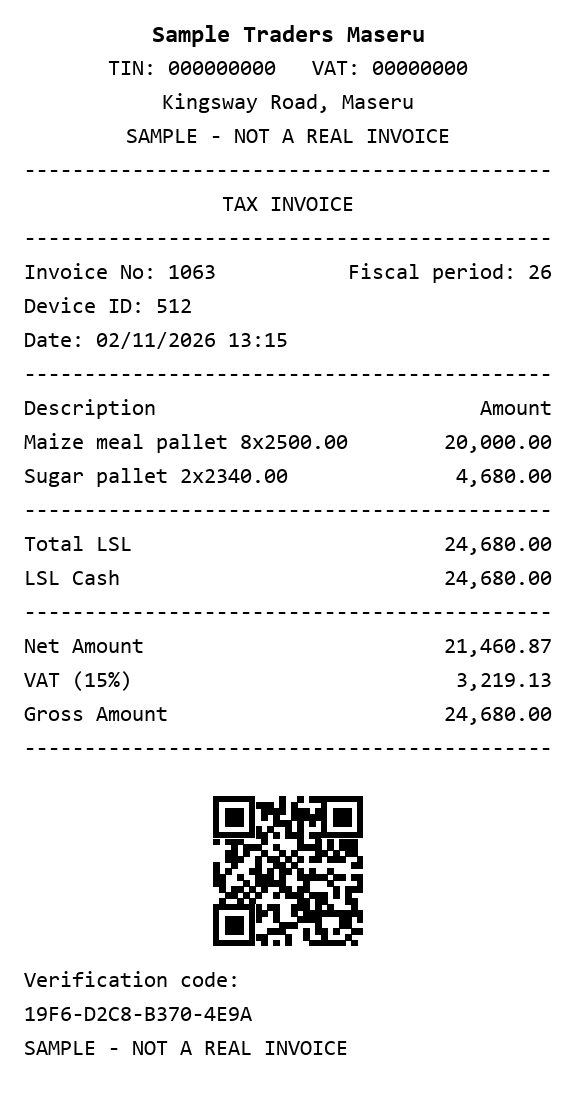 Sample Traders Maseru
TIN: 000000000 VAT: 00000000
Kingsway Road, Maseru
SAMPLE - NOT A REAL INVOICE
TAX INVOICE
Invoice No: 1063 Fiscal period: 26
Device ID: 512
Date: 02/11/2026 13:15
Description Amount
Maize meal pallet 8x2500.00 20,000.00
Sugar pallet 2x2340.00 4,680.00
Total LSL 24,680.00
LSL Cash 24,680.00
Net Amount 21,460.87
VAT (15%) 3,219.13
Gross Amount 24,680.00
Verification code:
19F6-D2C8-B370-4E9A
SAMPLE - NOT A REAL INVOICE